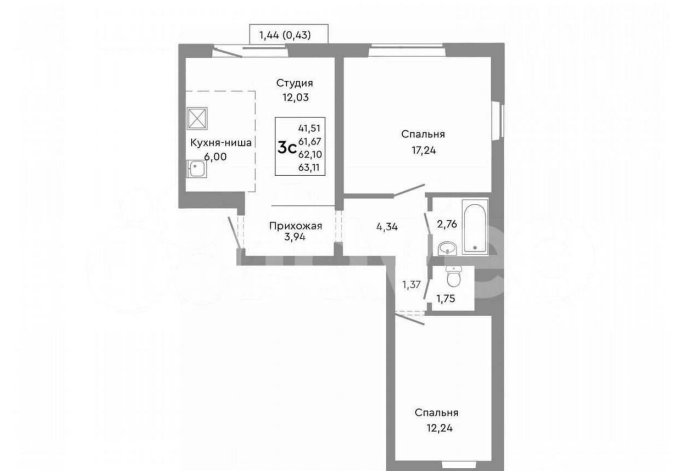 1,44 (0,43)
Студия
12,03
41,51
3с
61,67
62,10
63,11
Кухня-ниша
6,00
Спальня
17,24
Прихожая
3,94
4,34
2,76
1,37
1,75
Спальня
12,24